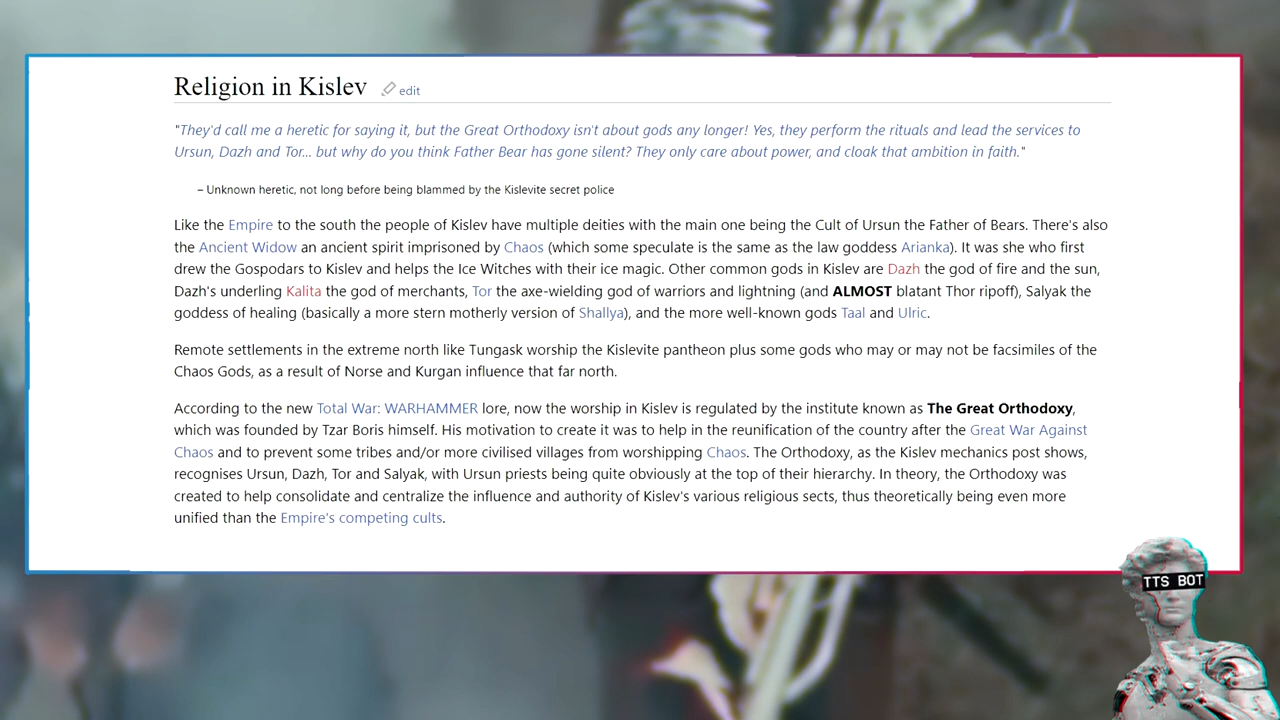 Religion in Kislev edit
"They'd call me a heretic for saying it, but the Great Orthodoxy isn't about gods any longer! Yes, they perform the rituals and lead the services to
Ursun, Dazh and Tor... but why do you think Father Bear has gone silent? They only care about power, and cloak that ambition in faith."
– Unknown heretic, not long before being blammed by the Kislevite secret police
Like the Empire to the south the people of Kislev have multiple deities with the main one being the Cult of Ursun the Father of Bears. There's also
the Ancient Widow an ancient spirit imprisoned by Chaos (which some speculate is the same as the law goddess Arianka). It was she who first
drew the Gospodars to Kislev and helps the Ice Witches with their ice magic. Other common gods in Kislev are Dazh the god of fire and the sun,
Dazh's underling Kalita the god of merchants, Tor the axe-wielding god of warriors and lightning (and ALMOST blatant Thor ripoff), Salyak the
goddess of healing (basically a more stern motherly version of Shallya), and the more well-known gods Taal and Ulric.
Remote settlements in the extreme north like Tungask worship the Kislevite pantheon plus some gods who may or may not be facsimiles of the
Chaos Gods, as a result of Norse and Kurgan influence that far north.
According to the new Total War: WARHAMMER lore, now the worship in Kislev is regulated by the institute known as The Great Orthodoxy,
which was founded by Tzar Boris himself. His motivation to create it was to help in the reunification of the country after the Great War Against
Chaos and to prevent some tribes and/or more civilised villages from worshipping Chaos. The Orthodoxy, as the Kislev mechanics post shows,
recognises Ursun, Dazh, Tor and Salyak, with Ursun priests being quite obviously at the top of their hierarchy. In theory, the Orthodoxy was
created to help consolidate and centralize the influence and authority of Kislev's various religious sects, thus theoretically being even more
unified than the Empire's competing cults.
TTS BOT